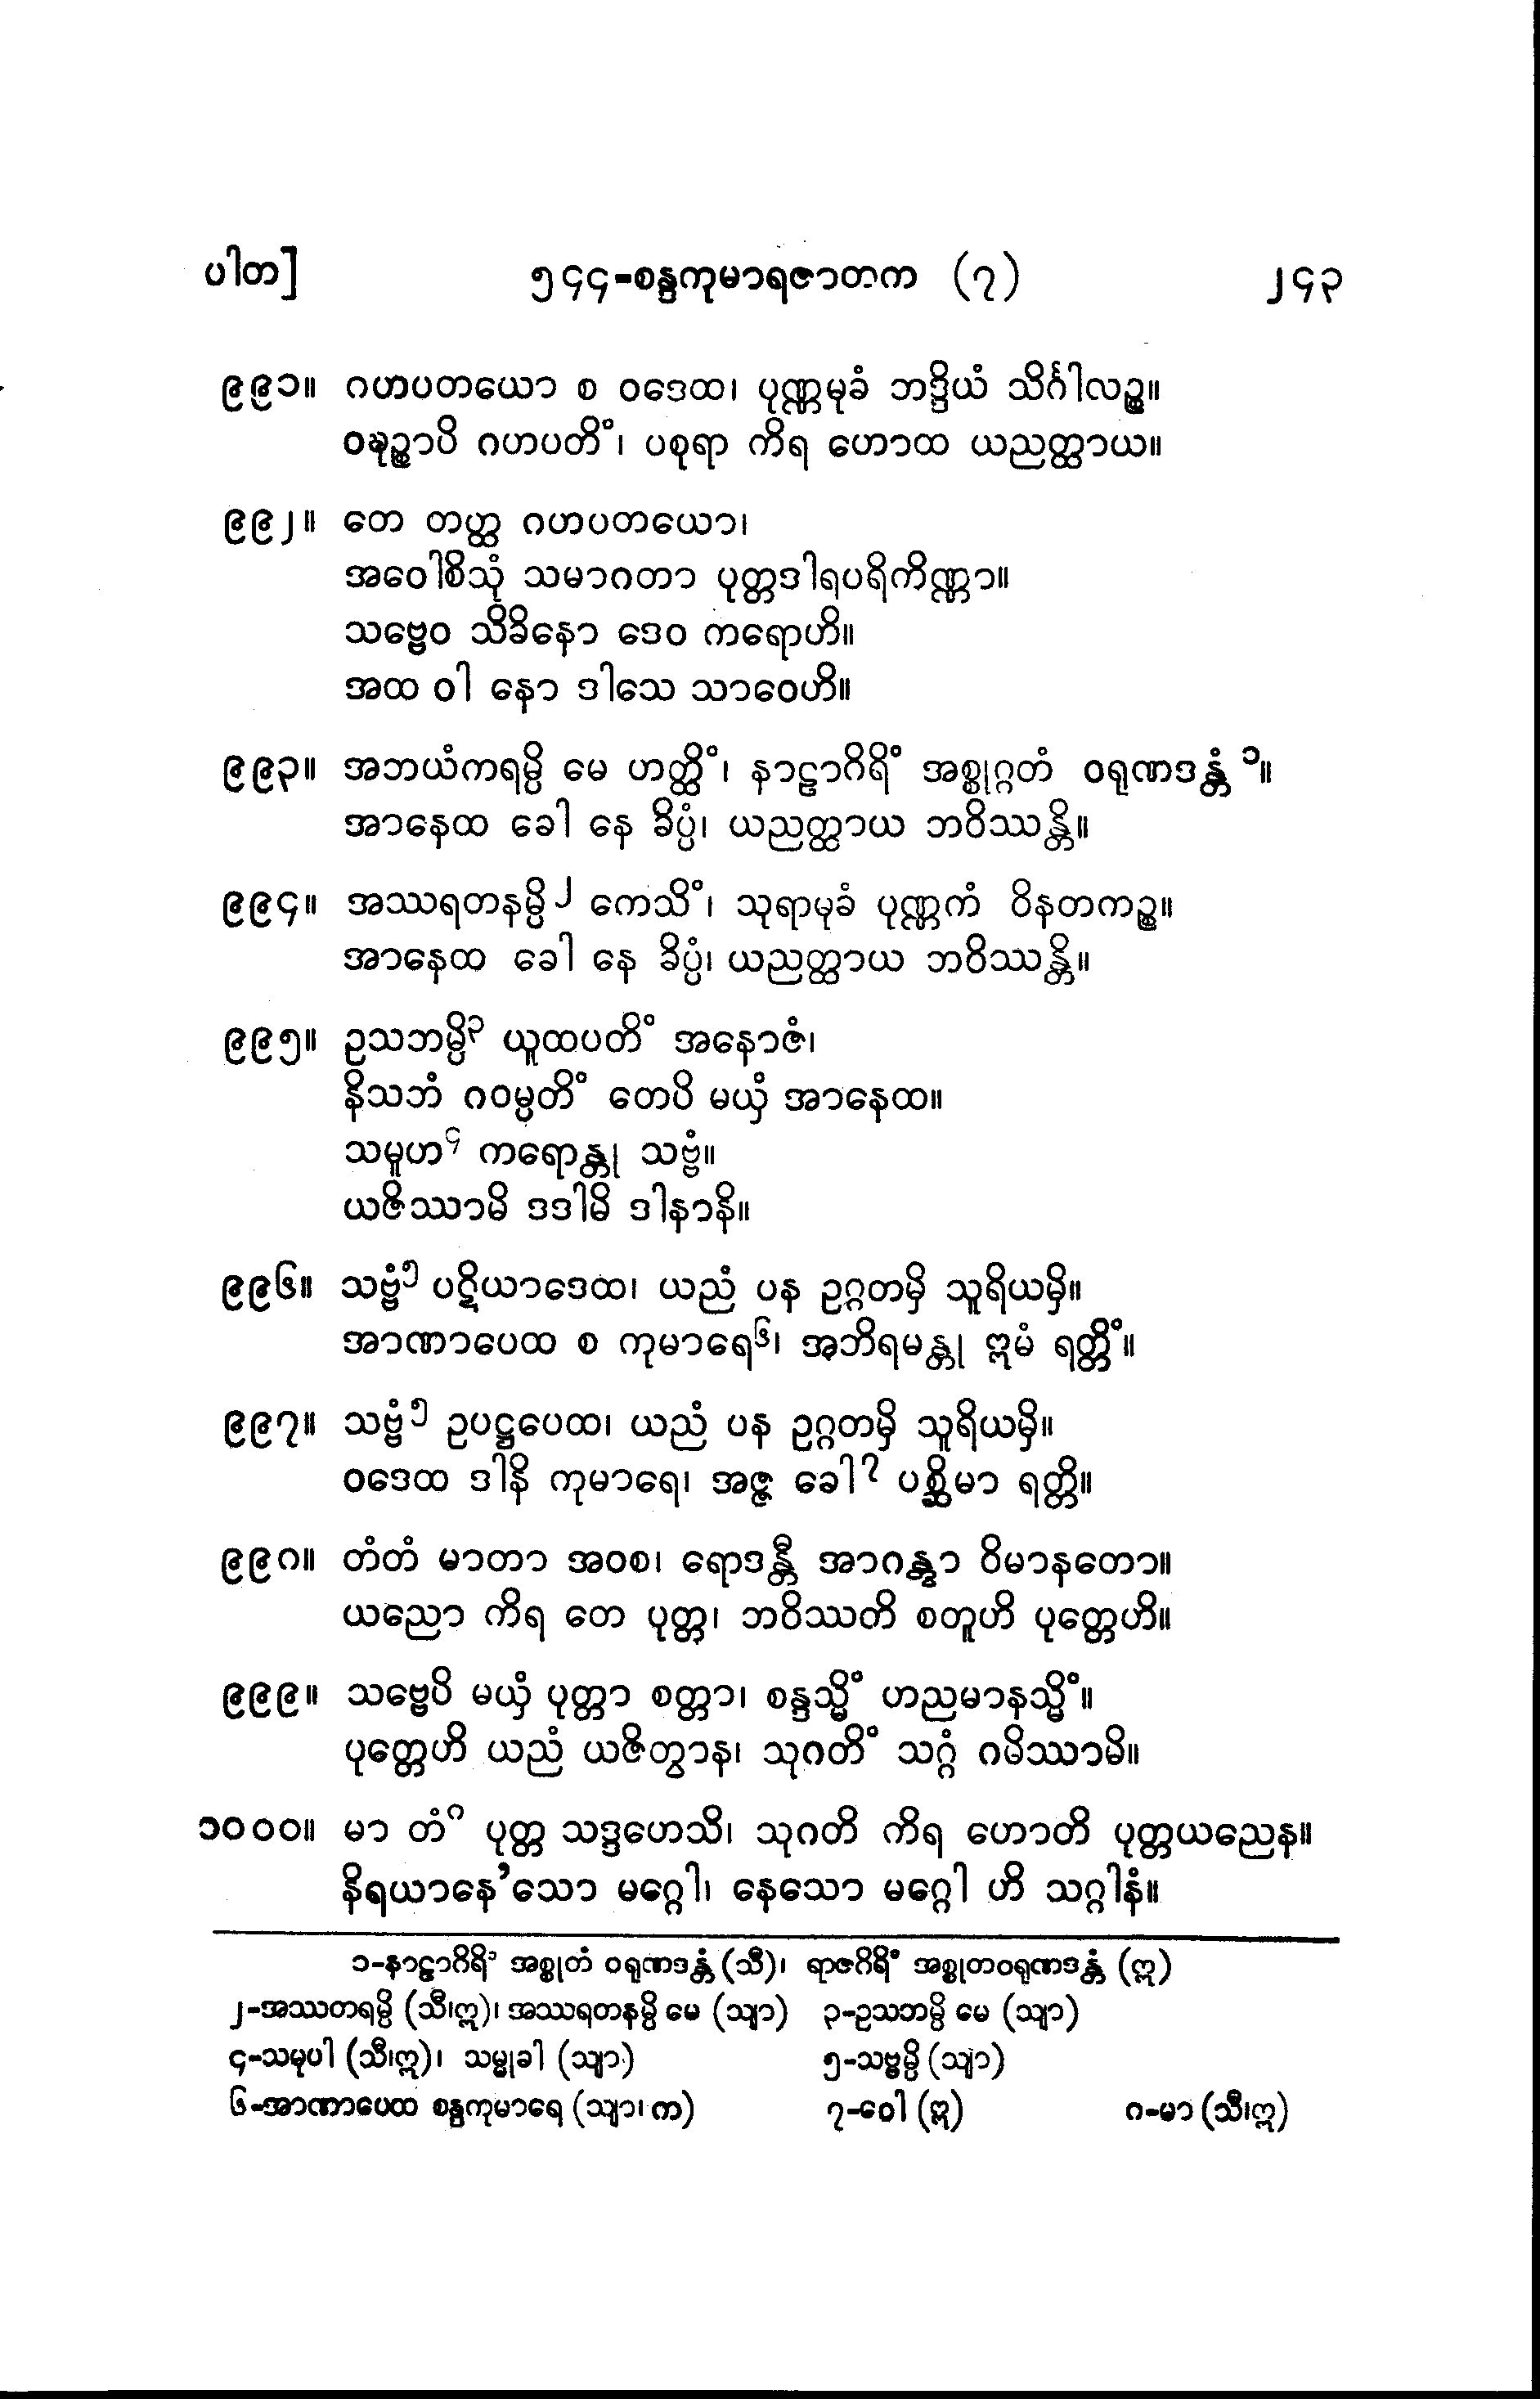 ပါတ]
၅၄၄-စန္ဒကုမာရဇာတက (၇)
၂၄၃
၉၉၁။ ဂဟပတယော စ ဝဒေထ၊ ပုဏ္ဏမုခံ ဘဒ္ဒိယံ သိင်္ဂါလဉ္စ။
ဝဍ္ဎဉ္စာပိ ဂဟပတိံ၊ ပစုရာ ကိရ ဟောထ ယညတ္ထာယ။
၉၉၂။ တေ တဟ္ထ ဂဟပတယော၊
အဝေါစိသုံ သမာဂတာ ပုတ္တဒါရပရိကိဏ္ဏာ။
သဗ္ဗေဝ သိခိနော ဒေဝ ကရောဟိ။
အထ ဝါ နော ဒါသေ သာဝေဟိ။
၉၉၃။ အဘယံကရမ္ပိ မေ ဟတ္ထိံ၊ နာဠာဂိရိံ အစ္စုဂ္ဂတံ ဝရုဏဒန္တံ ၁။
အာနေထ ခေါ နေ ခိပ္ပံ၊ ယညတ္ထာယ ဘဝိဿန္တိ။
၉၉၄။ အဿရတနမ္ပိ၂ ကေသိံ၊ သုရာမုခံ ပုဏ္ဏကံ ဝိနတကဉ္စ။
အာနေထ ခေါ နေ ခိပ္ပံ၊ ယညတ္ထာယ ဘဝိဿန္တိ။
၉၉၅။ ဥသဘမ္ပိ၃ ယူထပတိံ အနောဇံ၊
နိသဘံ ဂဝမ္ပတိံ တေပိ မယှံ အာနေထ။
သမူဟ၄ ကရောန္တု သဗ္ဗံ။
ယဇိဿာမိ ဒဒါမိ ဒါနာနိ။
၉၉၆။ သဗ္ဗံ၅ ပဋိယာဒေထ၊ ယညံ ပန ဥဂ္ဂတမှိ သူရိယမှိ။
အာဏာပေထ စ ကုမာရေ၆၊ အဘိရမန္တု ဣမံ ရတ္တိံ။
၉၉၇။ သဗ္ဗံ၅ ဥပဋ္ဌပေထ၊ ယညံ ပန ဥဂ္ဂတမှိ သူရိယမှိ။
ဝဒေထ ဒါနိ ကုမာရေ၊ အဇ္ဇ ခေါ၇ ပစ္ဆိမာ ရတ္တိ။
၉၉၈။ တံတံ မာတာ အဝစ၊ ရောဒန္တီ အာဂန္တွာ ဝိမာနတော။
ယညော ကိရ တေ ပုတ္တ၊ ဘဝိဿတိ စတူဟိ ပုတ္တေဟိ။
၉၉၉။ သဗ္ဗေပိ မယှံ ပုတ္တာ စတ္တာ၊ စန္ဒသ္မိံ ဟညမာနသ္မိံ။
ပုတ္တေဟိ ယညံ ယဇိတွာန၊ သုဂတိံ သဂ္ဂံ ဂမိဿာမိ။
၁၀၀၀။ မာ တံ၈ ပုတ္တ သဒ္ဒဟေသိ၊ သုဂတိ ကိရ ဟောတိ ပုတ္တယညေန။
နိရယာနေ’သော မဂ္ဂေါ၊ နေသော မဂ္ဂေါ ဟိ သဂ္ဂါနံ။
၁-နာဠာဂိရိံ အစ္စုတံ ဝရုဏဒန္တံ (သီ)၊ ရာဇဂိရိံ အစ္စုတဝရုဏဒန္တံ (ဣ)
၂-အဿတရမ္ပိ (သီ၊ဣ)၊ အဿရတနမ္ပိ မေ (သျာ) ၃-ဥသဘမ္ပိ မေ (သျာ)
၄-သမုပါ (သီ၊ဣ)၊ သမ္မုခါ (သျာ) ၅-သဗ္ဗမ္ပိ (သျာ)
၆-အာဏာပေထ စန္ဒကုမာရေ (သျာ၊ က) ၇-ဝေါ (ဣ) ၈-မာ (သီ၊ဣ)